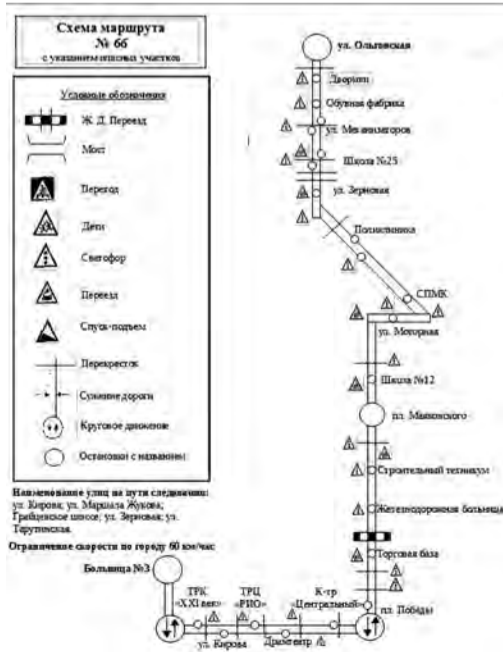 Схема маршрута
№ 66
с указанием опасных участков
Условные обозначения
Ж. Д. Переезд
Мост
Переход
Дети
Светофор
Переезд
Спуск-подъем
Перекресток
Сужение дороги
Круговое движение
Остановки с названием
Наименование улиц на пути следования:
ул. Кирова; ул. Маршала Жукова;
Грайцевское шоссе; ул. Зерновая; ул.
Тарутинская.
Ограничение скорости по городу 60 км/час
ул. Ольговская
Дворики
Обувная фабрика
ул. Механизаторов
Школа №25
ул. Зерновая
Поликлиника
СПМК
ул. Моторная
Школа №12
пл. Маяковского
Строительный техникум
Железнодорожная больница
Торговая база
пл. Победы
Больница №3
ТРК
«XXI век»
ТРЦ
«РИО»
К-тр
«Центральный»
ул. Кирова
Драмтеатр